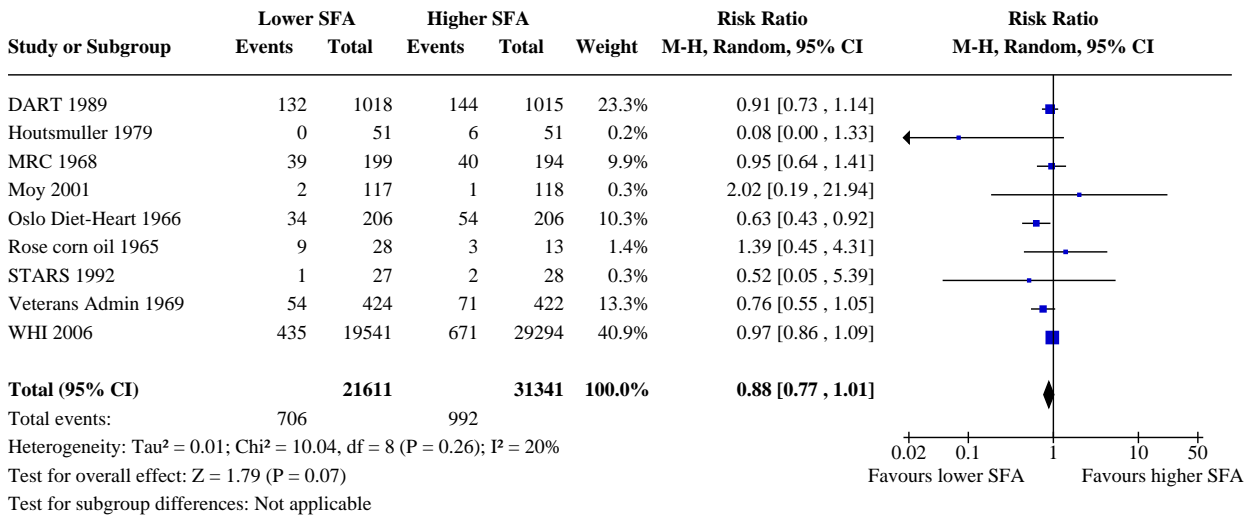 Lower SFA Higher SFA Risk Ratio Risk Ratio
Study or Subgroup Events Total Events Total Weight M-H, Random, 95% CI M-H, Random, 95% CI
DART 1989 132 1018 144 1015 23.3% 0.91 [0.73 , 1.14]
Houtsmuller 1979 0 51 6 51 0.2% 0.08 [0.00 , 1.33]
MRC 1968 39 199 40 194 9.9% 0.95 [0.64 , 1.41]
Moy 2001 2 117 1 118 0.3% 2.02 [0.19 , 21.94]
Oslo Diet-Heart 1966 34 206 54 206 10.3% 0.63 [0.43 , 0.92]
Rose corn oil 1965 9 28 3 13 1.4% 1.39 [0.45 , 4.31]
STARS 1992 1 27 2 28 0.3% 0.52 [0.05 , 5.39]
Veterans Admin 1969 54 424 71 422 13.3% 0.76 [0.55 , 1.05]
WHI 2006 435 19541 671 29294 40.9% 0.97 [0.86 , 1.09]
Total (95% CI) 21611 31341 100.0% 0.88 [0.77 , 1.01]
Total events: 706 992
Heterogeneity: Tau² = 0.01; Chi² = 10.04, df = 8 (P = 0.26); I² = 20%
0.02 0.1 1 10 50
Test for overall effect: Z = 1.79 (P = 0.07)
Favours lower SFA Favours higher SFA
Test for subgroup differences: Not applicable